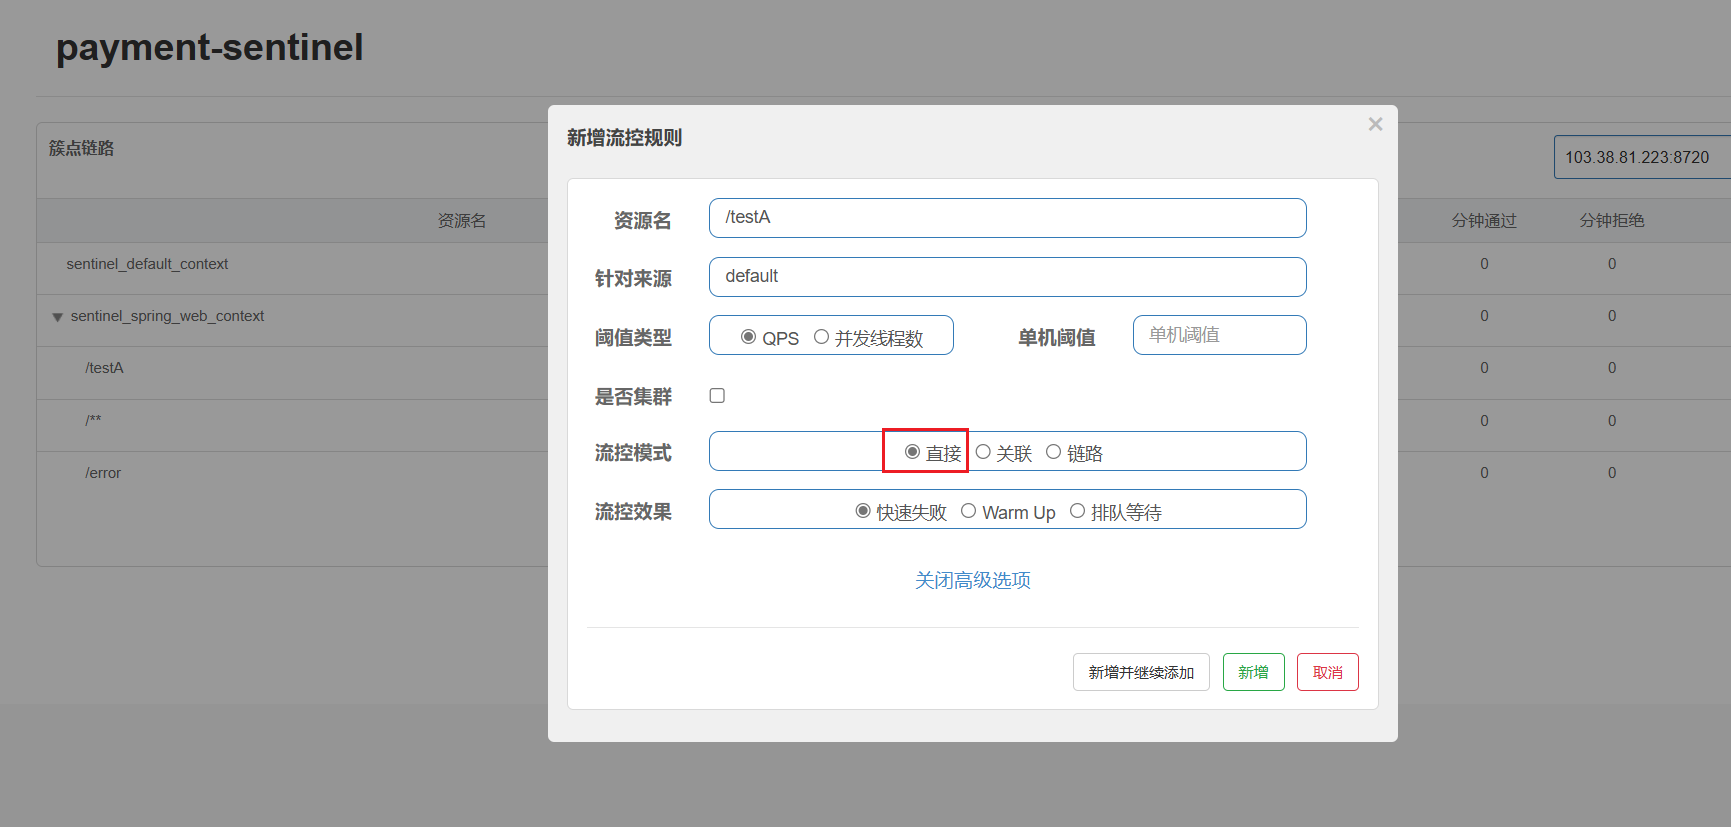 payment-sentinel
簇点链路
103.38.81.223:8720
资源名
分钟通过
分钟拒绝
sentinel_default_context
0
0
sentinel_spring_web_context
0
0
/testA
0
0
/**
0
0
/error
0
0
新增流控规则
×
资源名
/testA
针对来源
default
阈值类型
QPS
并发线程数
单机阈值
单机阈值
是否集群
流控模式
直接
关联
链路
流控效果
快速失败
Warm Up
排队等待
关闭高级选项
新增并继续添加
新增
取消